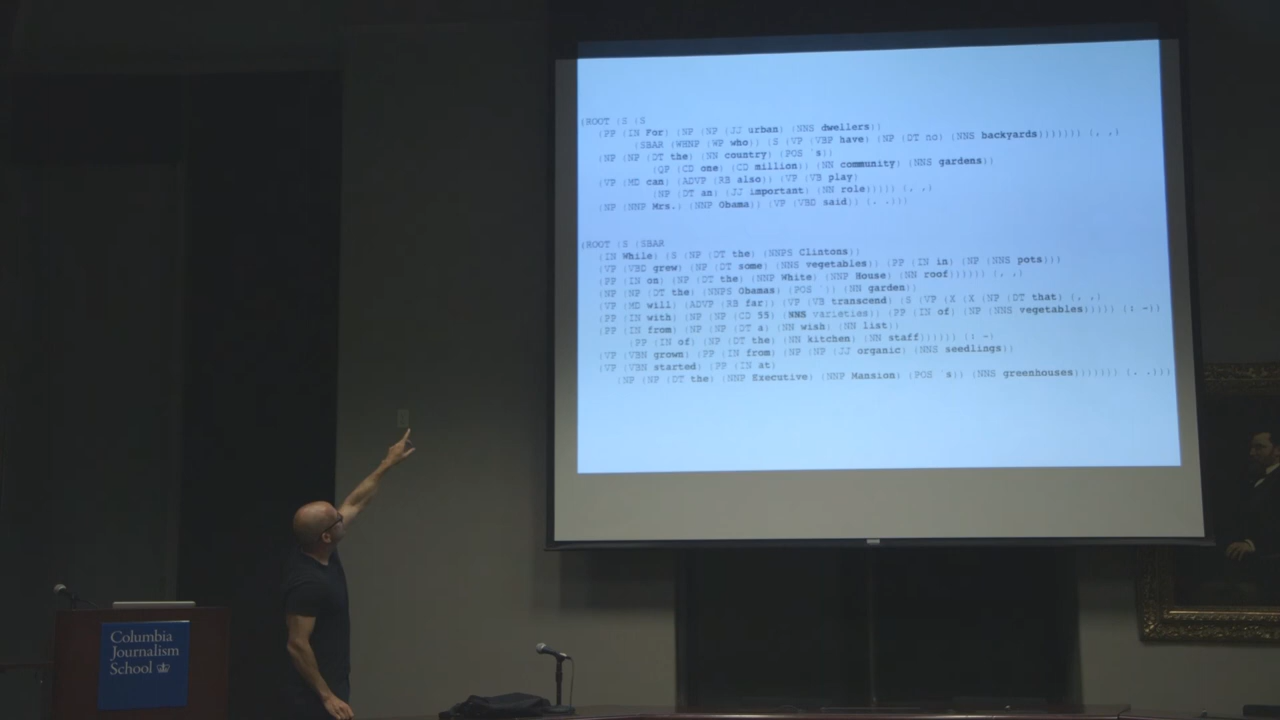 (ROOT (S (S
(PP (IN For) (NP (NP (JJ urban) (NNS dwellers))
(SBAR (WHNP (WP who)) (S (VP (VBP have) (NP (DT no) (NNS backyards))))))) (, ,)
(NP (NP (DT the) (NN country) (POS 's))
(QP (CD one) (CD million)) (NN community) (NNS gardens))
(VP (MD can) (ADVP (RB also)) (VP (VB play)
(NP (DT an) (JJ important) (NN role))))) (, ,)
(NP (NNP Mrs.) (NNP Obama)) (VP (VBD said)) (. .)))
(ROOT (S (SBAR
(IN While) (S (NP (DT the) (NNPS Clintons))
(VP (VBD grew) (NP (DT some) (NNS vegetables)) (PP (IN in) (NP (NNS pots)))
(PP (IN on) (NP (DT the) (NNP White) (NNP House) (NN roof)))))) (, ,)
(NP (NP (DT the) (NNPS Obamas) (POS ')) (NN garden))
(VP (MD will) (ADVP (RB far)) (VP (VB transcend) (S (VP (X (X (NP (DT that) (, ,)
(PP (IN with) (NP (NP (CD 55) (NNS varieties)) (PP (IN of) (NP (NNS vegetables))))) (: -))
(PP (IN from) (NP (NP (DT a) (NN wish) (NN list))
(PP (IN of) (NP (DT the) (NN kitchen) (NN staff)))))) (: -)
(VP (VBN grown) (PP (IN from) (NP (NP (JJ organic) (NNS seedlings))
(VP (VBN started) (PP (IN at)
(NP (NP (DT the) (NNP Executive) (NNP Mansion) (POS 's)) (NNS greenhouses))))))) (. .)))
Columbia
Journalism
School